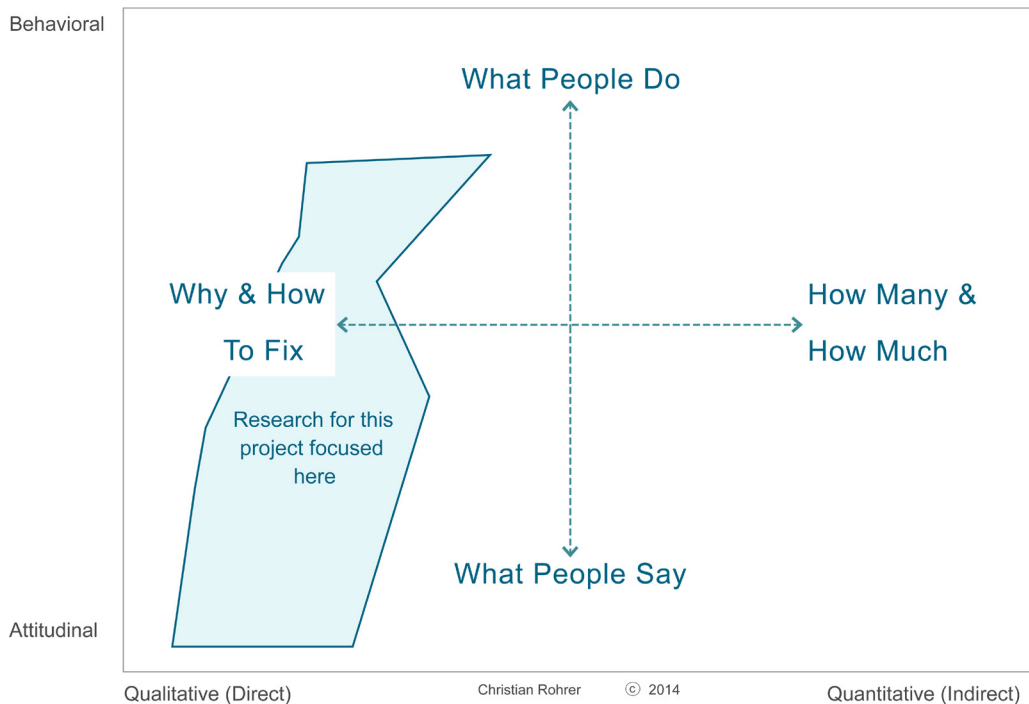 Behavioral
What People Do
Why & How
To Fix
How Many &
How Much
Research for this
project focused
here
What People Say
Attitudinal
Qualitative (Direct)
Christian Rohrer © 2014
Quantitative (Indirect)